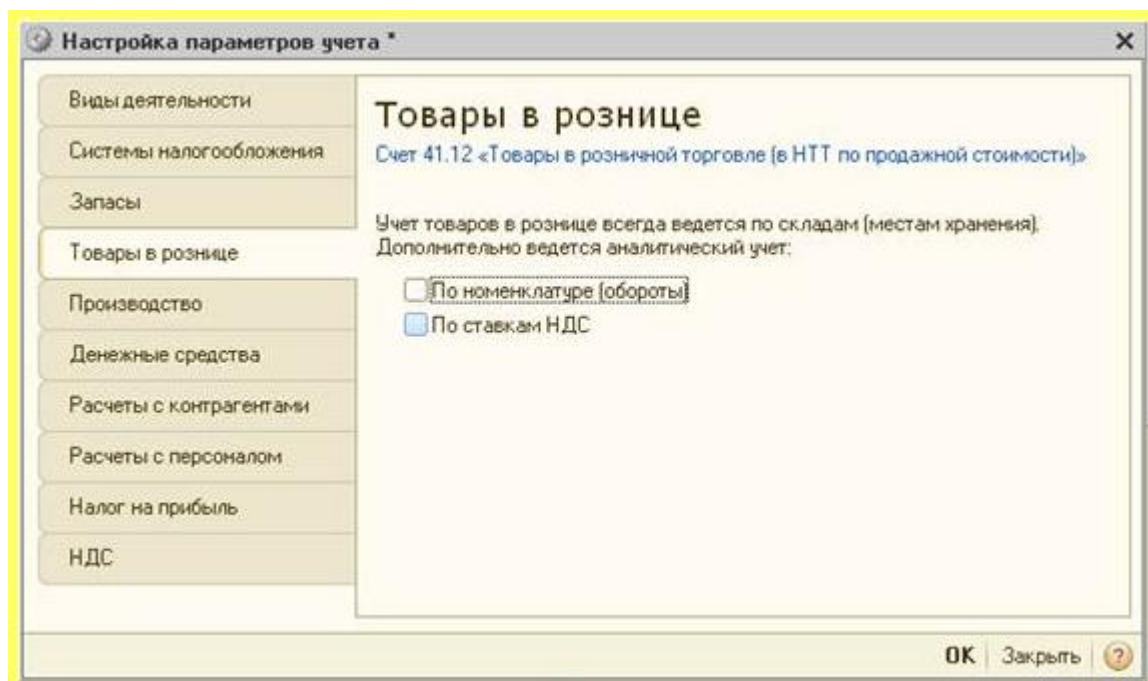 Настройка параметров учета *
Виды деятельности
Системы налогообложения
Запасы
Товары в рознице
Производство
Денежные средства
Расчеты с контрагентами
Расчеты с персоналом
Налог на прибыль
НДС
Товары в рознице
Счет 41.12 «Товары в розничной торговле (в НТТ по продажной стоимости)»
Учет товаров в рознице всегда ведется по складам (местам хранения).
Дополнительно ведется аналитический учет:
По номенклатуре (обороты)
По ставкам НДС
OK Закрыть ?